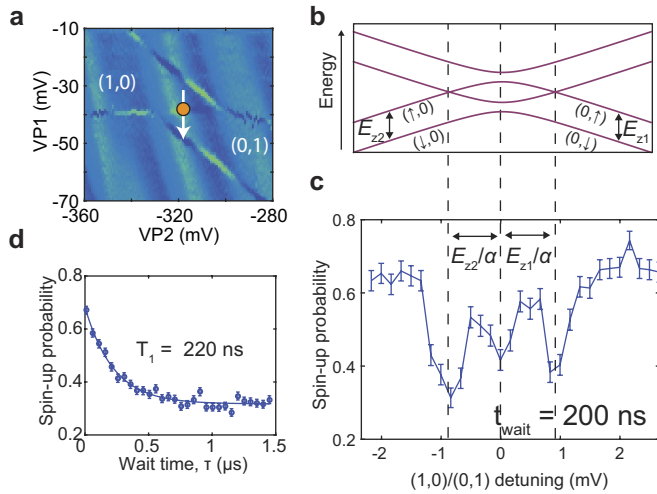 a
-10
-30
-50
-70
VP1 (mV)
(1,0)
(0,1)
-360
-320
-280
VP2 (mV)
b
Energy
E_z2
(↑,0)
(↓,0)
(0,↑)
(0,↓)
E_z1
c
0.8
0.6
0.4
0.2
Spin-up probability
E_z2/α
E_z1/α
t_wait = 200 ns
-2
-1
0
1
2
(1,0)/(0,1) detuning (mV)
d
0.8
0.6
0.4
0.2
Spin-up probability
T_1 = 220 ns
0
0.5
1
1.5
Wait time, τ (μs)